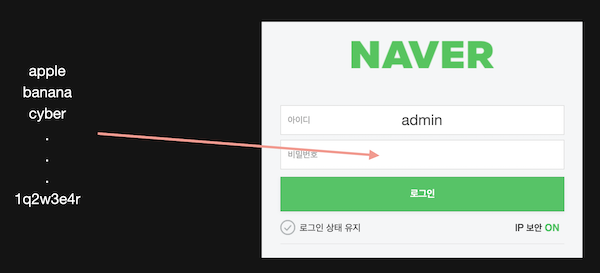 apple
banana
cyber
.
.
.
1q2w3e4r
NAVER
아이디 admin
비밀번호
로그인
로그인 상태 유지 IP 보안 ON